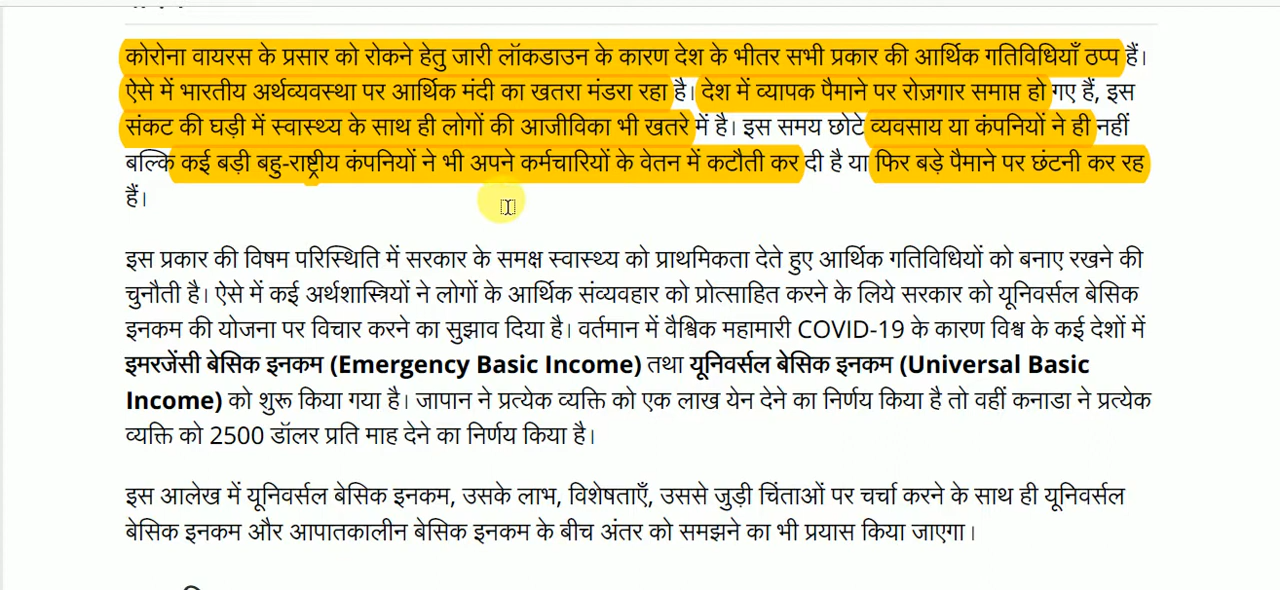 कोरोना वायरस के प्रसार को रोकने हेतु जारी लॉकडाउन के कारण देश के भीतर सभी प्रकार की आर्थिक गतिविधियाँ ठप्प हैं।
ऐसे में भारतीय अर्थव्यवस्था पर आर्थिक मंदी का खतरा मंडरा रहा है। देश में व्यापक पैमाने पर रोज़गार समाप्त हो गए हैं, इस
संकट की घड़ी में स्वास्थ्य के साथ ही लोगों की आजीविका भी खतरे में है। इस समय छोटे व्यवसाय या कंपनियों ने ही नहीं
बल्कि कई बड़ी बहु-राष्ट्रीय कंपनियों ने भी अपने कर्मचारियों के वेतन में कटौती कर दी है या फिर बड़े पैमाने पर छंटनी कर रह
हैं।
इस प्रकार की विषम परिस्थिति में सरकार के समक्ष स्वास्थ्य को प्राथमिकता देते हुए आर्थिक गतिविधियों को बनाए रखने की
चुनौती है। ऐसे में कई अर्थशास्त्रियों ने लोगों के आर्थिक संव्यवहार को प्रोत्साहित करने के लिये सरकार को यूनिवर्सल बेसिक
इनकम की योजना पर विचार करने का सुझाव दिया है। वर्तमान में वैश्विक महामारी COVID-19 के कारण विश्व के कई देशों में
इमरजेंसी बेसिक इनकम (Emergency Basic Income) तथा यूनिवर्सल बेसिक इनकम (Universal Basic
Income) को शुरू किया गया है। जापान ने प्रत्येक व्यक्ति को एक लाख येन देने का निर्णय किया है तो वहीं कनाडा ने प्रत्येक
व्यक्ति को 2500 डॉलर प्रति माह देने का निर्णय किया है।
इस आलेख में यूनिवर्सल बेसिक इनकम, उसके लाभ, विशेषताएँ, उससे जुड़ी चिंताओं पर चर्चा करने के साथ ही यूनिवर्सल
बेसिक इनकम और आपातकालीन बेसिक इनकम के बीच अंतर को समझने का भी प्रयास किया जाएगा।